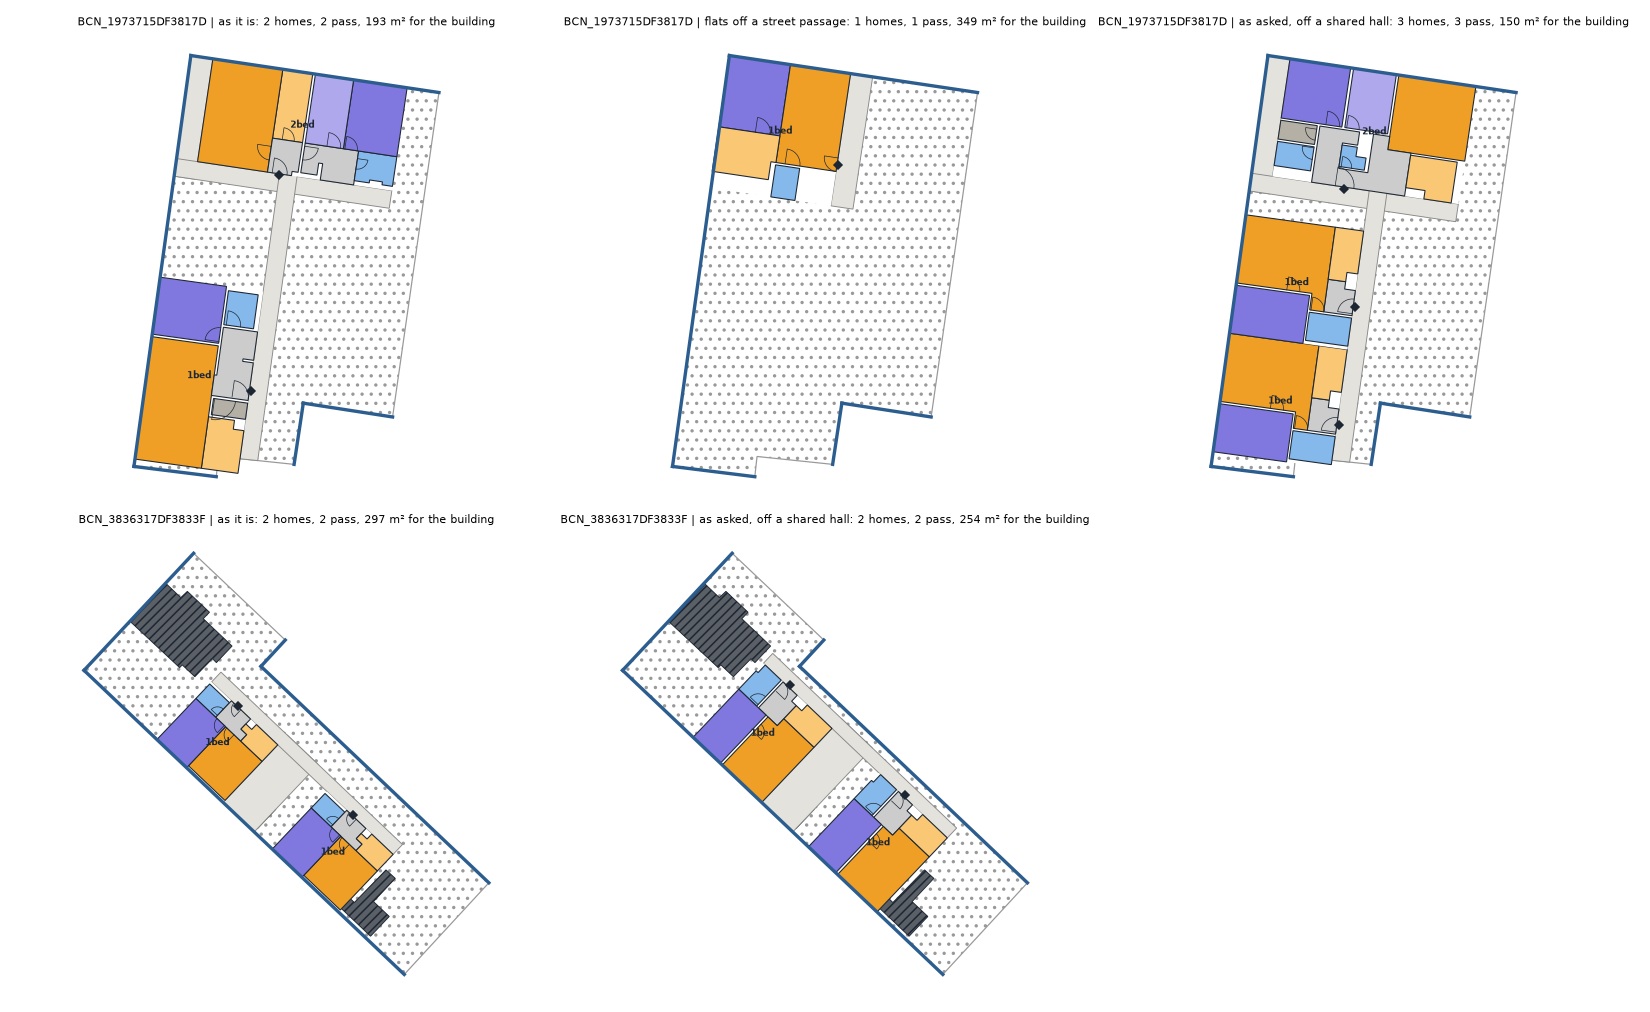 BCN_1973715DF3817D | as it is: 2 homes, 2 pass, 193 m² for the building
BCN_1973715DF3817D | flats off a street passage: 1 homes, 1 pass, 349 m² for the building
BCN_1973715DF3817D | as asked, off a shared hall: 3 homes, 3 pass, 150 m² for the building
2bed
1bed
1bed
2bed
1bed
1bed
BCN_3836317DF3833F | as it is: 2 homes, 2 pass, 297 m² for the building
BCN_3836317DF3833F | as asked, off a shared hall: 2 homes, 2 pass, 254 m² for the building
1bed
1bed
1bed
1bed